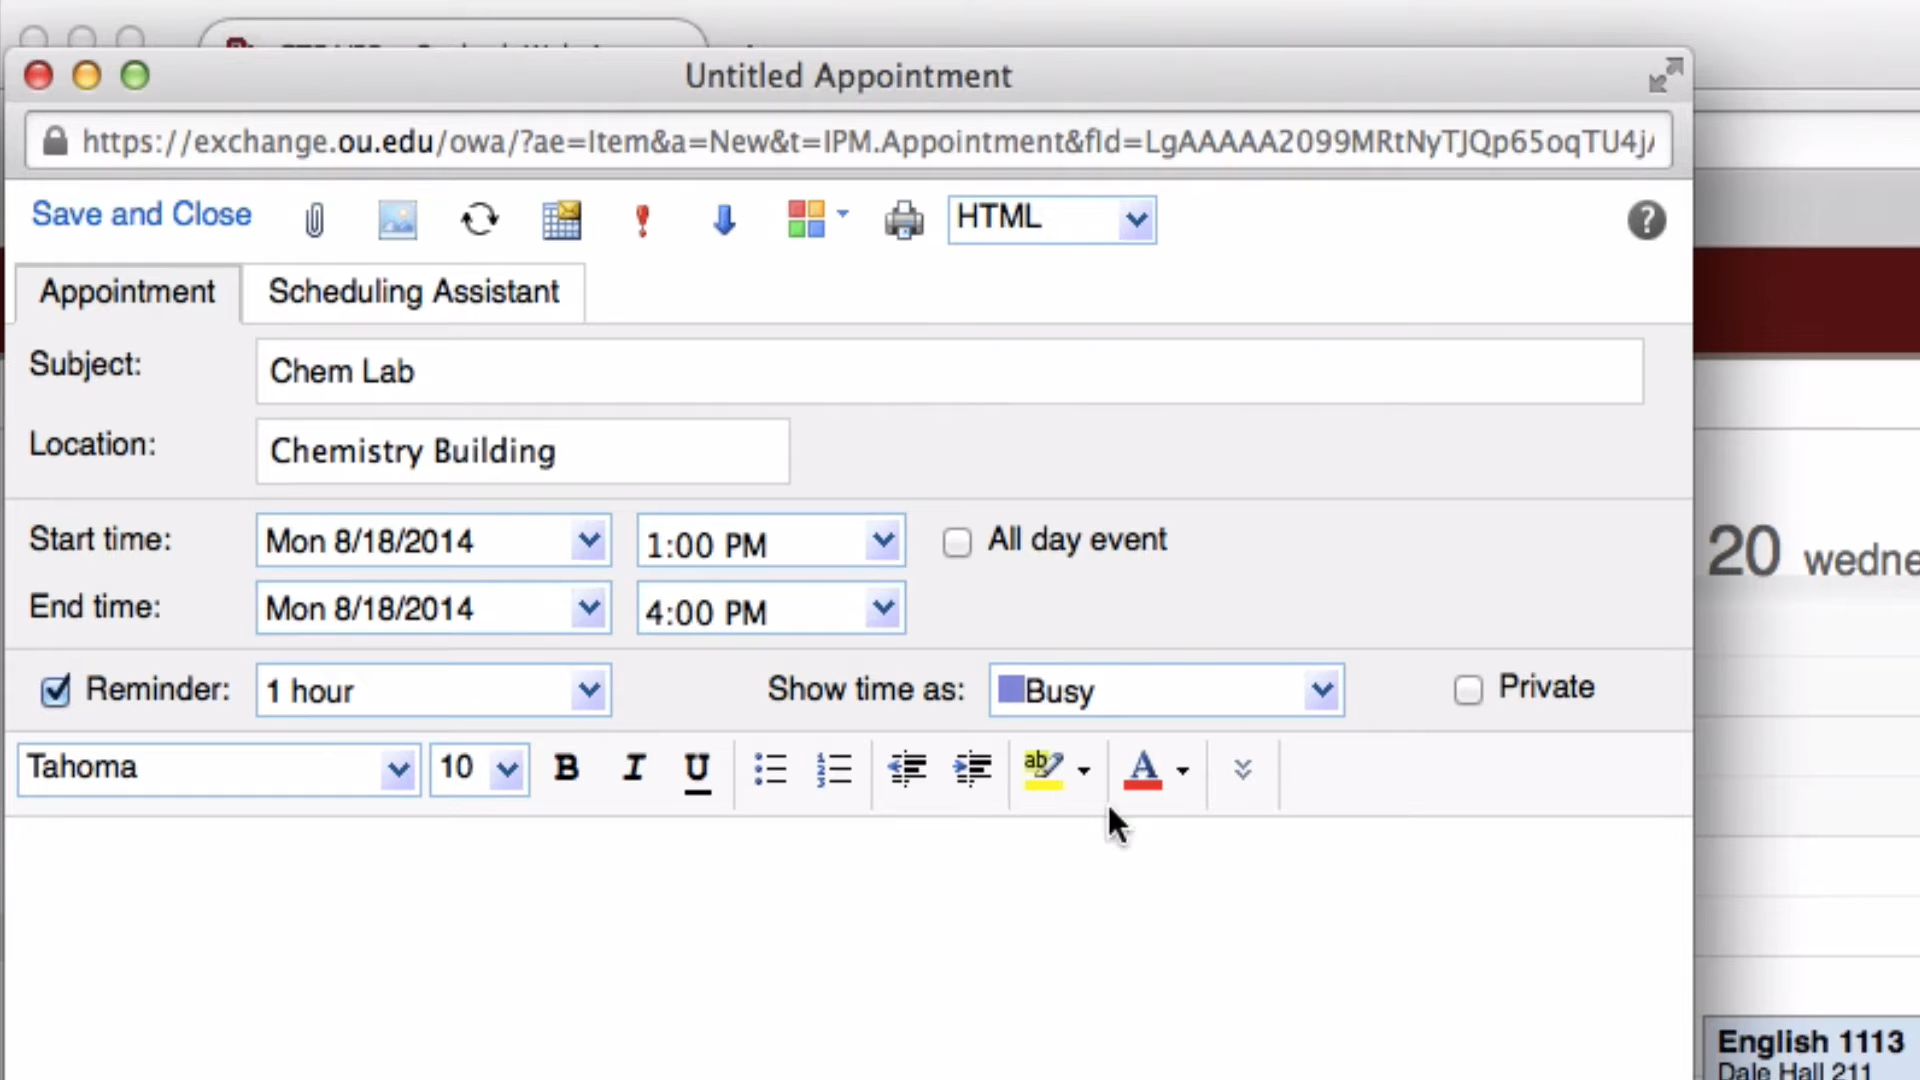 Untitled Appointment
https://exchange.ou.edu/owa/?ae=Item&a=New&t=IPM.Appointment&fId=LgAAAAA2099MRtNyTJQp65oqTU4j
Save and Close
HTML
?
Appointment Scheduling Assistant
Subject: Chem Lab
Location: Chemistry Building
Start time: Mon 8/18/2014 1:00 PM All day event
20 wedne
End time: Mon 8/18/2014 4:00 PM
Reminder: 1 hour Show time as: Busy Private
Tahoma 10 B I U ab A
English 1113
Dale Hall 211